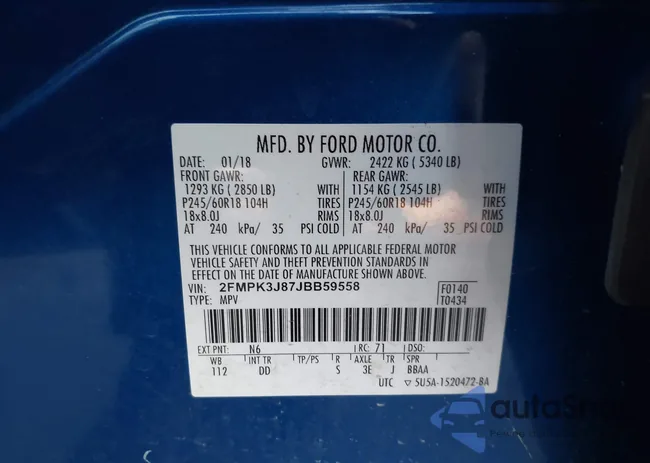 MFD. BY FORD MOTOR CO.
DATE: 01/18 GVWR: 2422 KG ( 5340 LB)
FRONT GAWR: REAR GAWR:
1293 KG ( 2850 LB) WITH 1154 KG ( 2545 LB) WITH
P245/60R18 104H TIRES P245/60R18 104H TIRES
18x8.0J RIMS 18x8.0J RIMS
AT 240 kPa/ 35 PSI COLD AT 240 kPa/ 35 PSI COLD
THIS VEHICLE CONFORMS TO ALL APPLICABLE FEDERAL MOTOR
VEHICLE SAFETY AND THEFT PREVENTION STANDARDS IN
EFFECT ON THE DATE OF MANUFACTURE SHOWN ABOVE.
VIN: 2FMPK3J87JBB59558 F0140
TYPE: MPV T0434
EXT PNT: N6 RC: 71 DSO:
WB INT TR TP/PS R AXLE TR SPR
112 DD S 3E J BBAA
UTC ▽ 5U5A-1520472-BA